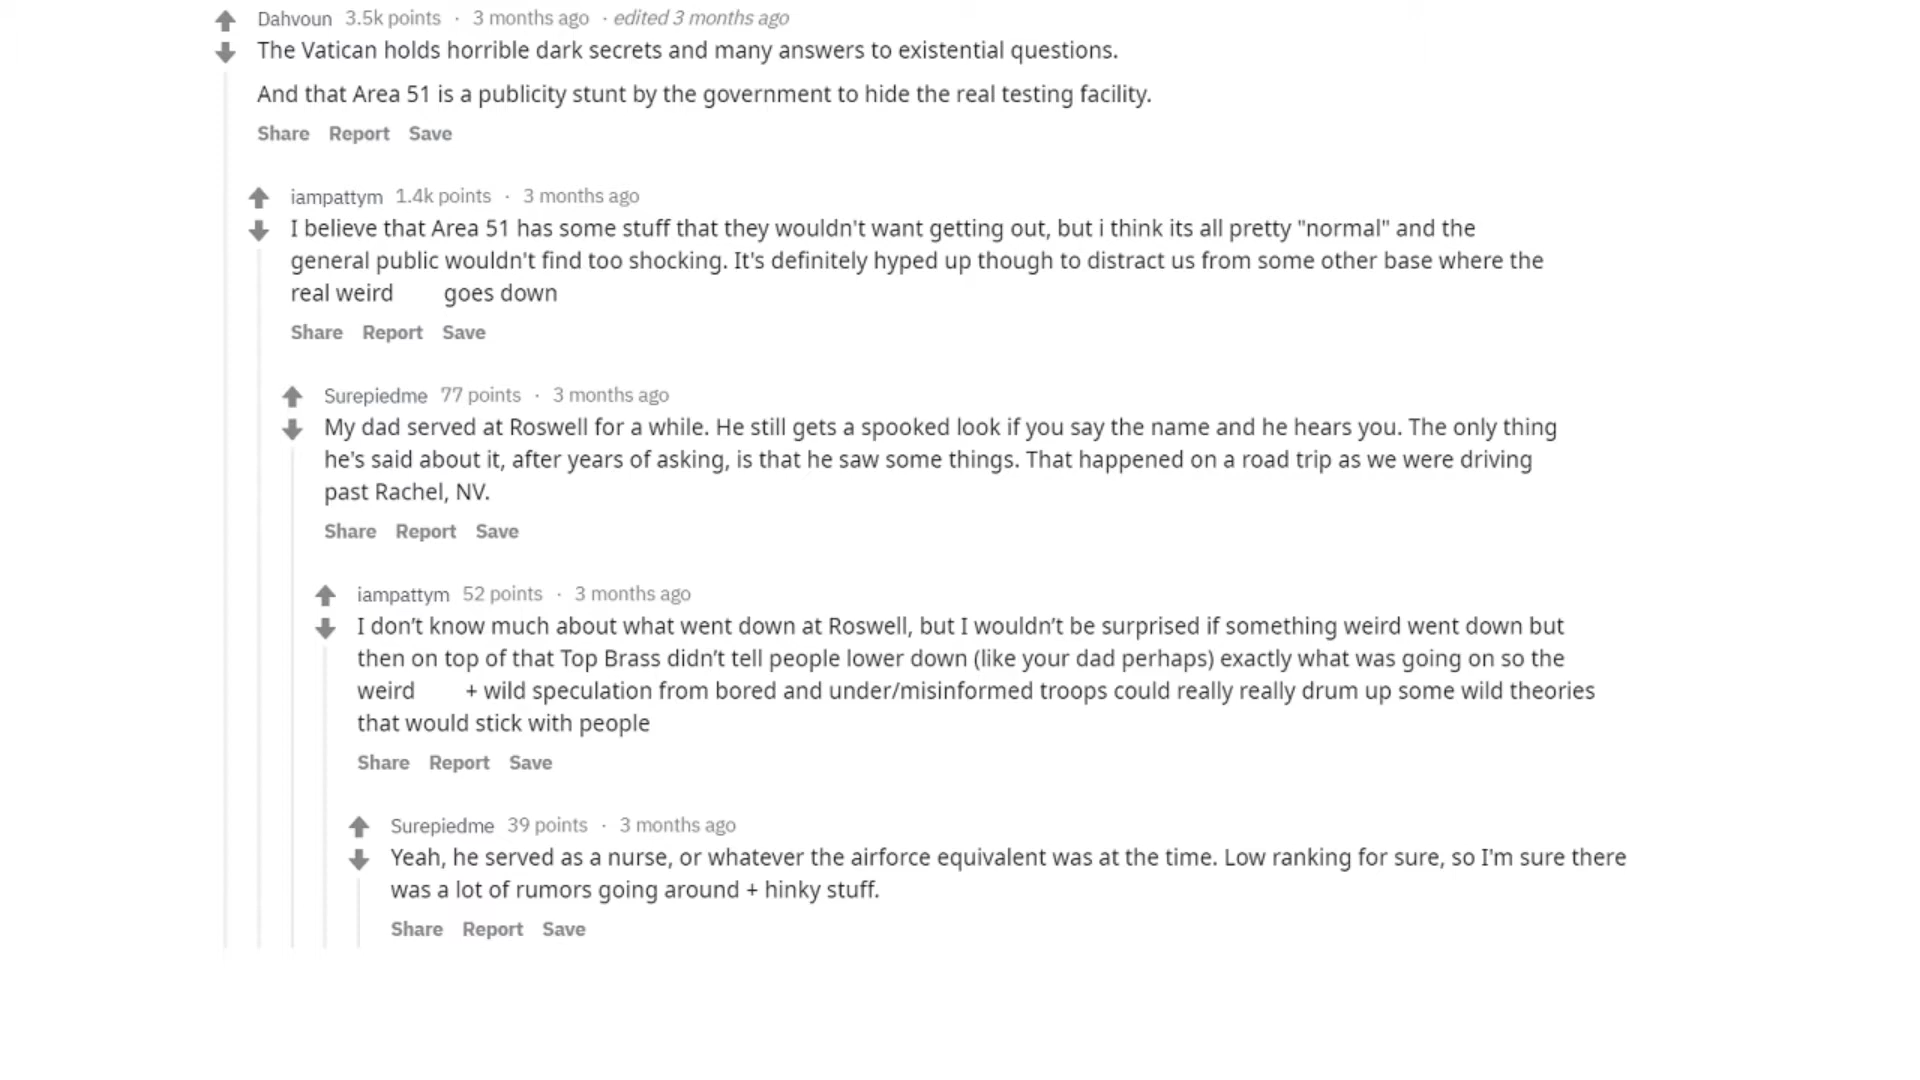 Dahvoun 3.5k points · 3 months ago · edited 3 months ago
The Vatican holds horrible dark secrets and many answers to existential questions.
And that Area 51 is a publicity stunt by the government to hide the real testing facility.
Share Report Save
iampattym 1.4k points · 3 months ago
I believe that Area 51 has some stuff that they wouldn't want getting out, but i think its all pretty "normal" and the
general public wouldn't find too shocking. It's definitely hyped up though to distract us from some other base where the
real weird goes down
Share Report Save
Surepiedme 77 points · 3 months ago
My dad served at Roswell for a while. He still gets a spooked look if you say the name and he hears you. The only thing
he's said about it, after years of asking, is that he saw some things. That happened on a road trip as we were driving
past Rachel, NV.
Share Report Save
iampattym 52 points · 3 months ago
I don’t know much about what went down at Roswell, but I wouldn’t be surprised if something weird went down but
then on top of that Top Brass didn’t tell people lower down (like your dad perhaps) exactly what was going on so the
weird + wild speculation from bored and under/misinformed troops could really really drum up some wild theories
that would stick with people
Share Report Save
Surepiedme 39 points · 3 months ago
Yeah, he served as a nurse, or whatever the airforce equivalent was at the time. Low ranking for sure, so I'm sure there
was a lot of rumors going around + hinky stuff.
Share Report Save